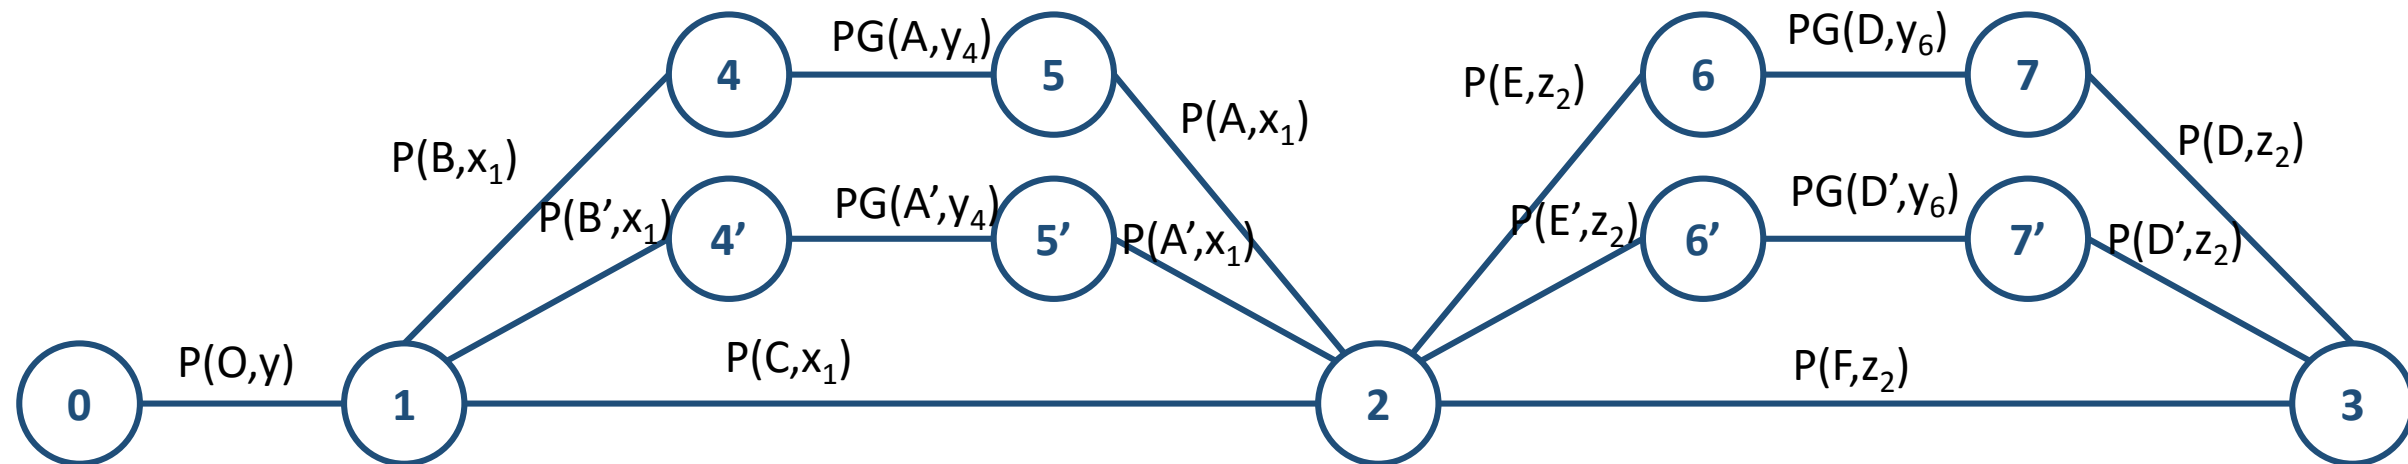 PG(A,y₄)
PG(D,y₆)
4
5
6
7
P(E,z₂)
P(A,x₁)
P(D,z₂)
P(B,x₁)
PG(A’,y₄)
PG(D’,y₆)
P(B’,x₁)
P(E’,z₂)
4’
5’
P(A’,x₁)
6’
7’
P(D’,z₂)
P(O,y)
P(C,x₁)
P(F,z₂)
0
1
2
3